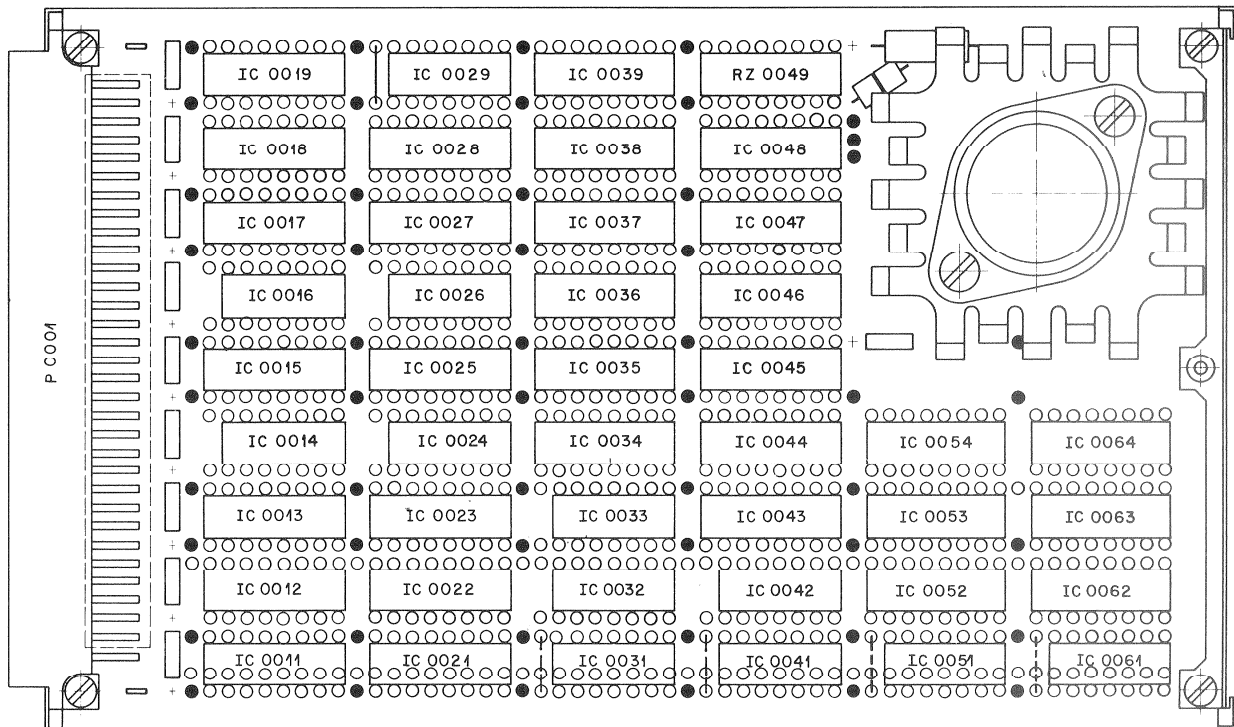 IC 0019 IC 0029 IC 0039 RZ 0049
IC 0018 IC 0028 IC 0038 IC 0048
IC 0017 IC 0027 IC 0037 IC 0047
IC 0016 IC 0026 IC 0036 IC 0046
P C001
IC 0015 IC 0025 IC 0035 IC 0045
IC 0014 IC 0024 IC 0034 IC 0044 IC 0054 IC 0064
IC 0013 IC 0023 IC 0033 IC 0043 IC 0053 IC 0063
IC 0012 IC 0022 IC 0032 IC 0042 IC 0052 IC 0062
IC 0011 IC 0021 IC 0031 IC 0041 IC 0051 IC 0061